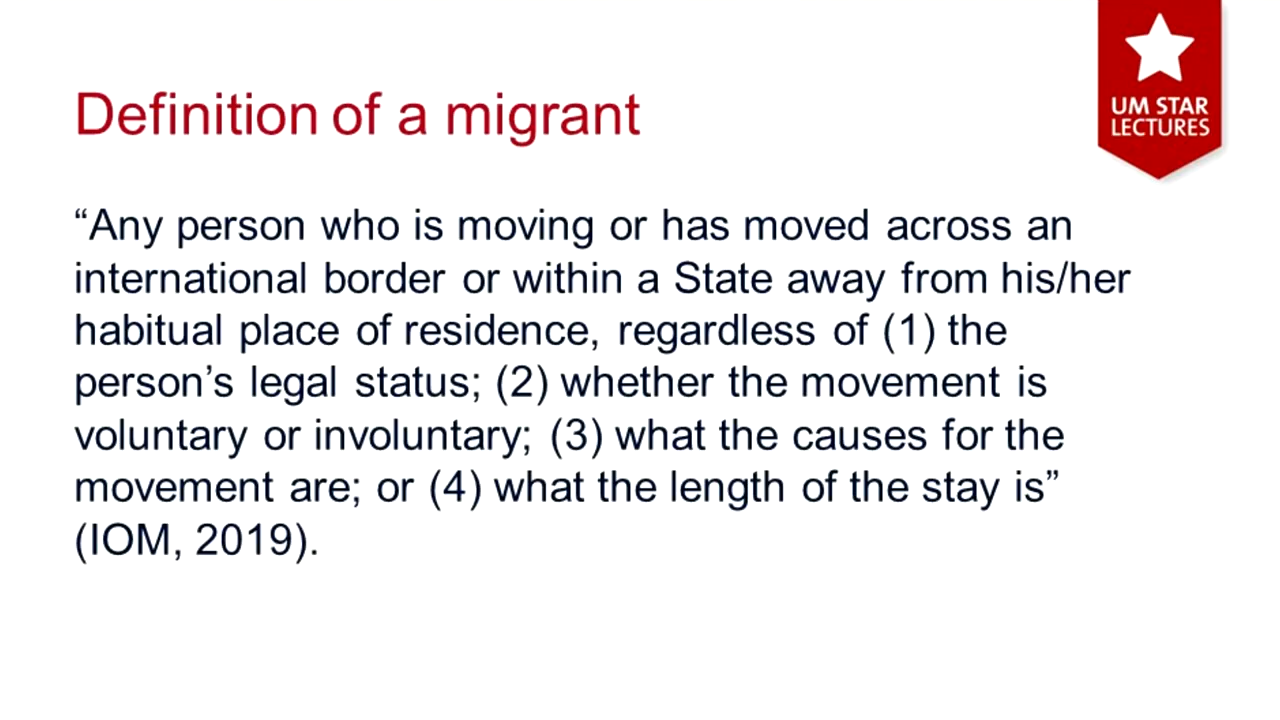 Definition of a migrant
UM STAR
LECTURES
“Any person who is moving or has moved across an
international border or within a State away from his/her
habitual place of residence, regardless of (1) the
person’s legal status; (2) whether the movement is
voluntary or involuntary; (3) what the causes for the
movement are; or (4) what the length of the stay is”
(IOM, 2019).